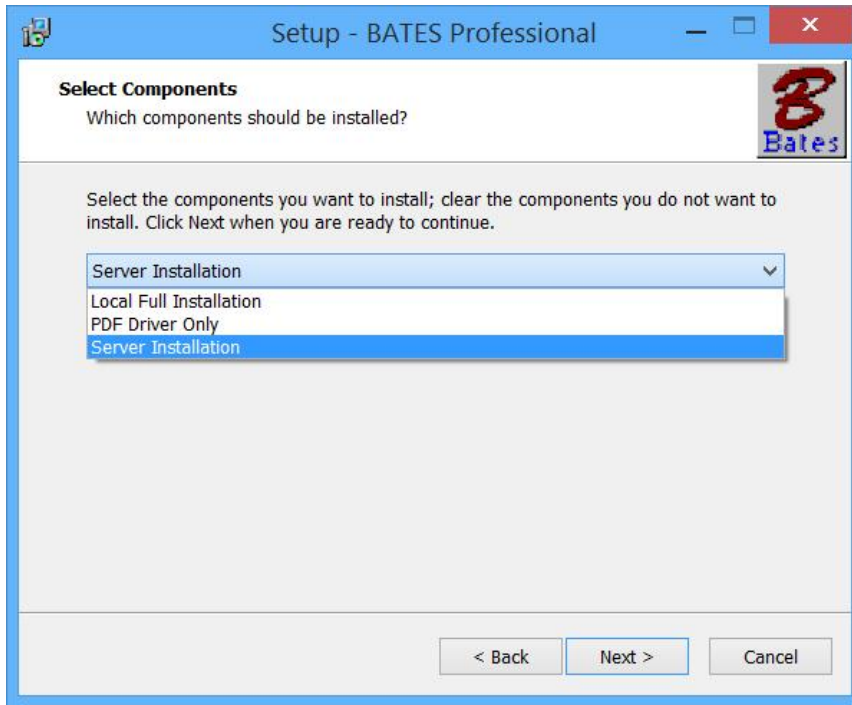 Setup - BATES Professional
Select Components
Which components should be installed?
Bates
Select the components you want to install; clear the components you do not want to
install. Click Next when you are ready to continue.
Server Installation
Local Full Installation
PDF Driver Only
Server Installation
< Back
Next >
Cancel